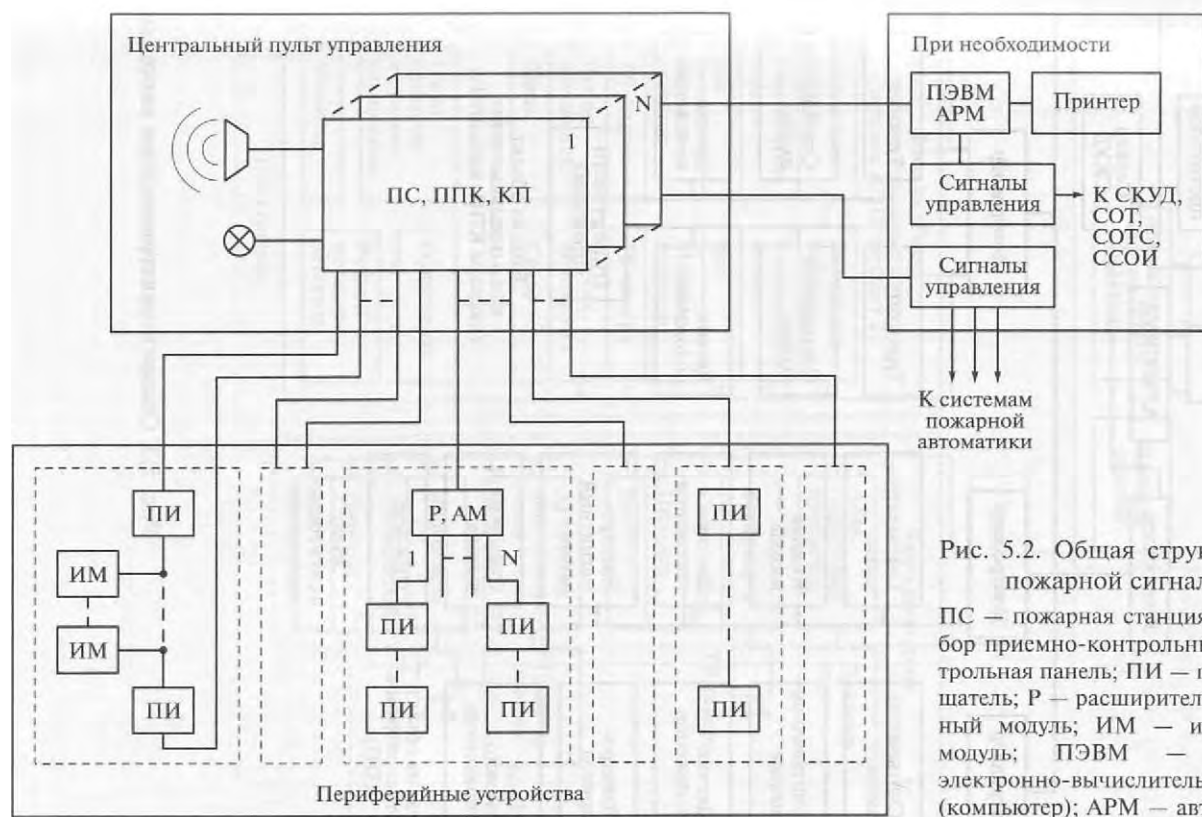 Центральный пульт управления
N
1
ПС, ППК, КП
При необходимости
ПЭВМ
АРМ
Принтер
Сигналы
управления
К СКУД,
СОТ,
СОТС,
ССОИ
Сигналы
управления
К системам
пожарной
автоматики
ПИ
ИМ
ИМ
ПИ
Р, АМ
1
N
ПИ
ПИ
ПИ
ПИ
ПИ
ПИ
Периферийные устройства
Рис. 5.2. Общая струк
пожарной сигнал
ПС — пожарная станция
бор приемно-контрольны
трольная панель; ПИ — п
щатель; Р — расширител
ный модуль; ИМ — и
модуль; ПЭВМ —
электронно-вычислитель
(компьютер); АРМ — авт